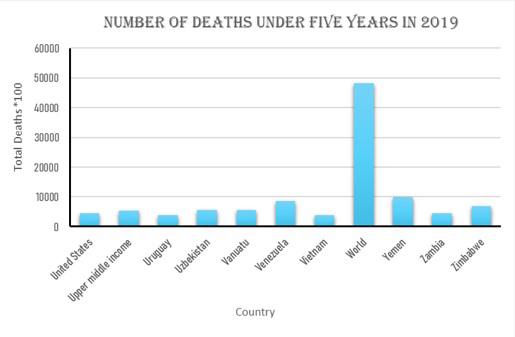 NUMBER OF DEATHS UNDER FIVE YEARS IN 2019
60000
50000
40000
30000
20000
10000
0
Total Deaths *100
United States
Upper middle income
Uruguay
Uzbekistan
Vanuatu
Venezuela
Vietnam
World
Yemen
Zambia
Zimbabwe
Country